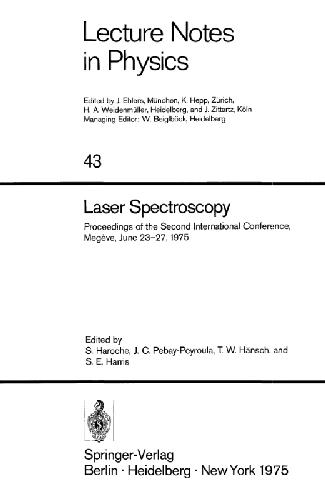 Lecture Notes
in Physics
Edited by J. Ehlers, München, K. Hepp, Zürich,
H. A. Weidenmüller, Heidelberg, and J. Zittartz, Köln
Managing Editor: W. Beiglböck, Heidelberg
43
Laser Spectroscopy
Proceedings of the Second International Conference,
Megève, June 23–27, 1975
Edited by
S. Haroche, J. C. Pebay-Peyroula, T. W. Hänsch, and
S. E. Harris
Springer-Verlag
Berlin · Heidelberg · New York 1975